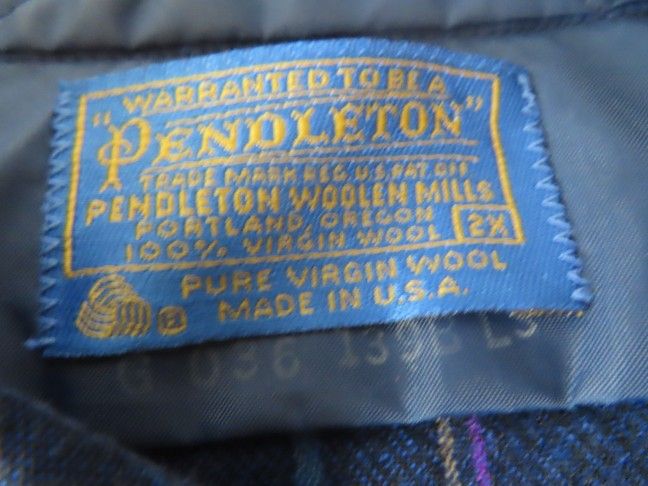 WARRANTED TO BE A
"PENDLETON"
TRADE MARK REG. U.S. PAT. OFF.
PENDLETON WOOLEN MILLS
PORTLAND, OREGON
100% VIRGIN WOOL 2X
PURE VIRGIN WOOL
MADE IN U.S.A.
R
G 036